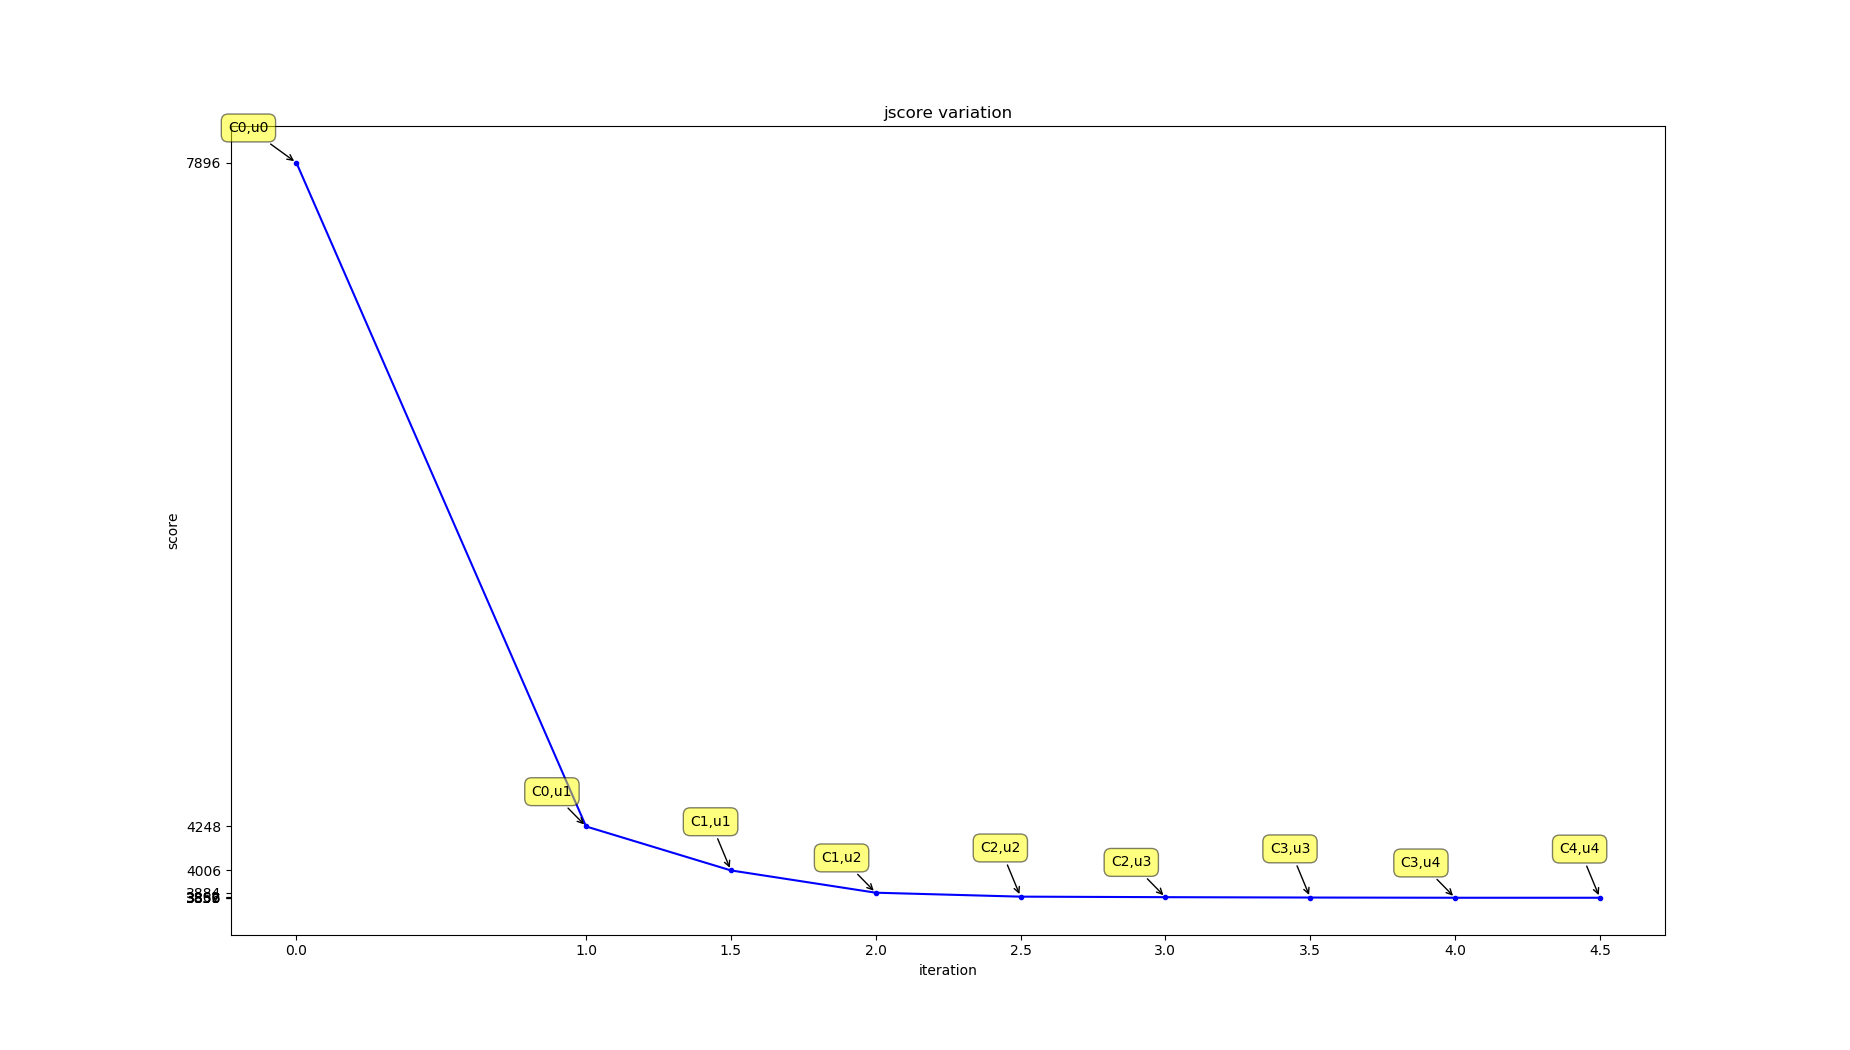 jscore variation
C0,u0
7896
score
C0,u1
C1,u1
C1,u2
C2,u2
C2,u3
C3,u3
C3,u4
C4,u4
4248
4006
3884
0.0 1.0 1.5 2.0 2.5 3.0 3.5 4.0 4.5
iteration